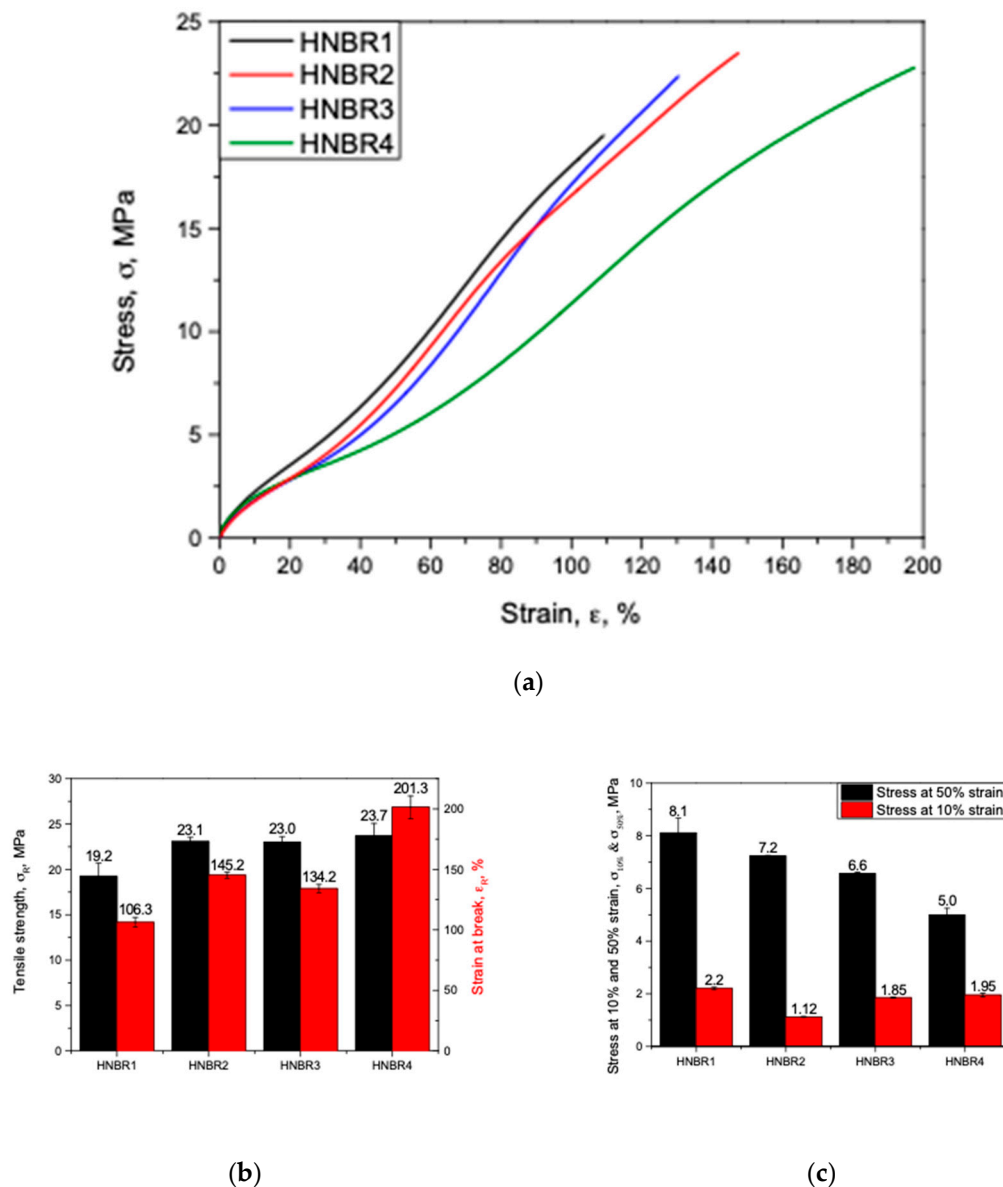 25
HNBR1
HNBR2
HNBR3
HNBR4
20
15
10
5
0
Stress, σ, MPa
0 20 40 60 80 100 120 140 160 180 200
Strain, ε, %
(a)
30
25
20
15
10
5
0
Tensile strength, σR, MPa
19.2
106.3
23.1
145.2
23.0
134.2
23.7
201.3
200
150
100
50
0
Strain at break, εR, %
HNBR1 HNBR2 HNBR3 HNBR4
(b)
10
8
6
4
2
0
Stress at 10% and 50% strain, σ10% & σ50%,MPa
Stress at 50% strain
Stress at 10% strain
8.1
2.2
7.2
1.12
6.6
1.85
5.0
1.95
HNBR1 HNBR2 HNBR3 HNBR4
(c)